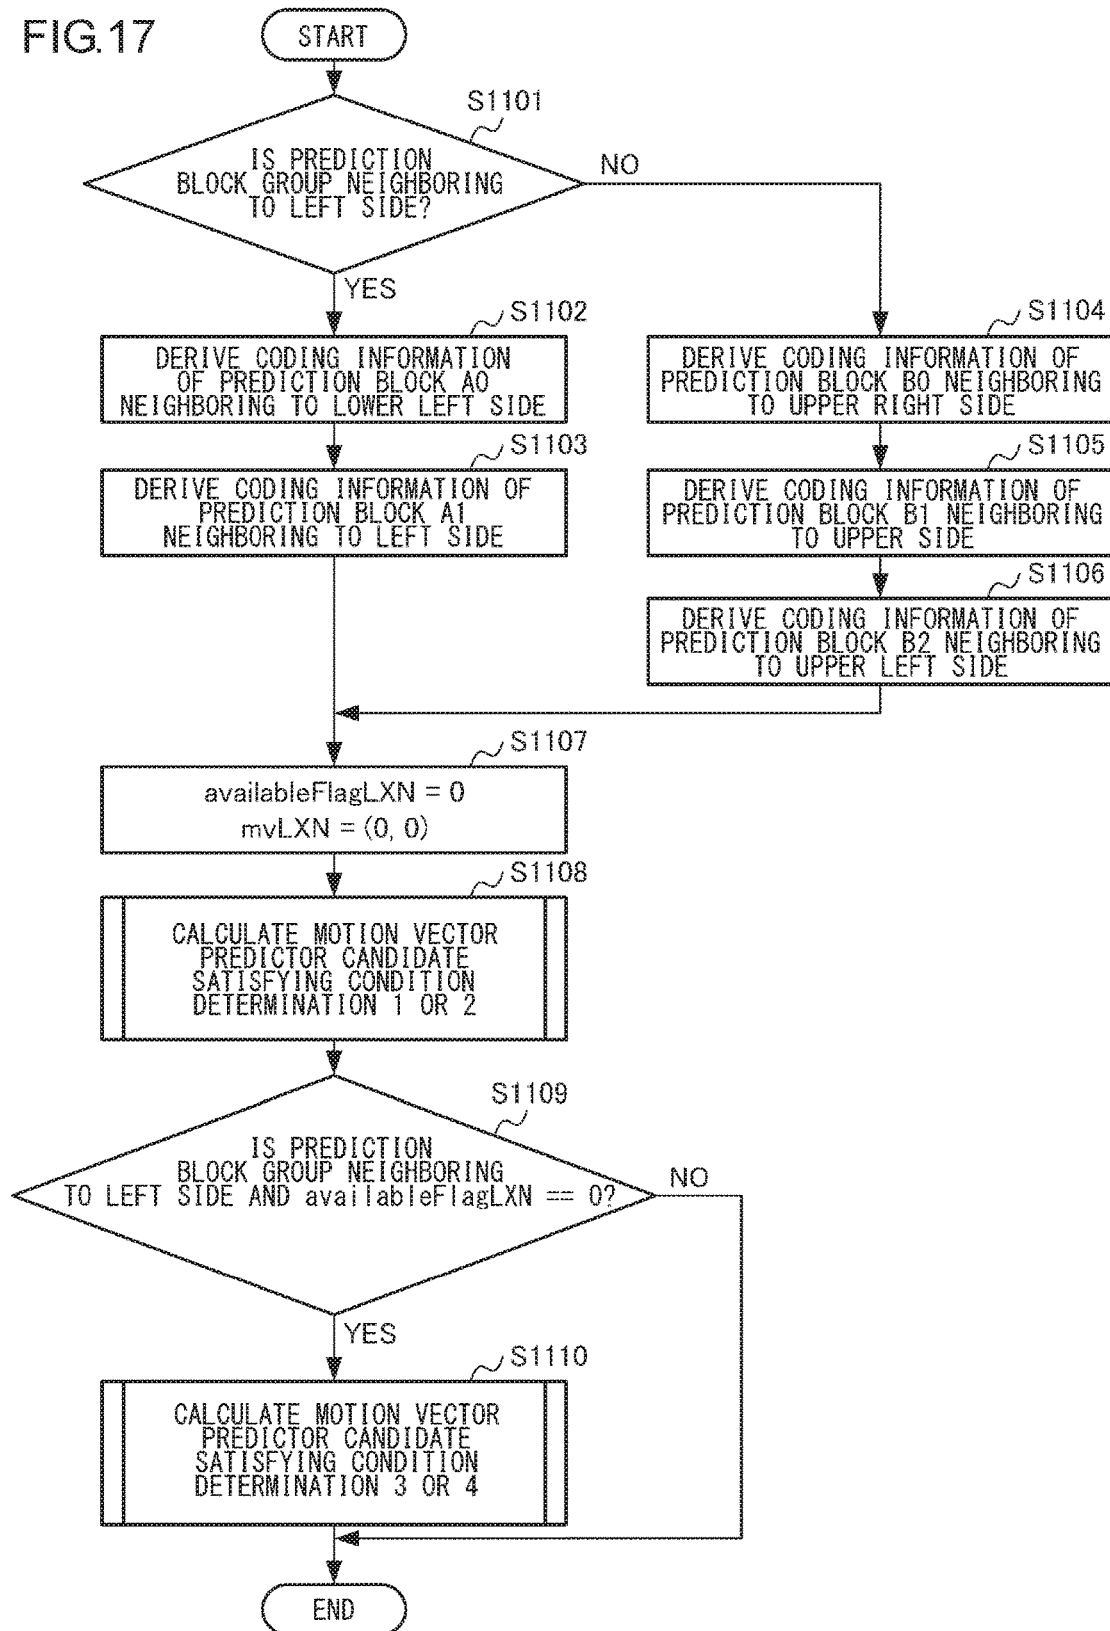 FIG.17
START
S1101
IS PREDICTION
BLOCK GROUP NEIGHBORING
TO LEFT SIDE?
NO
YES
S1102
DERIVE CODING INFORMATION
OF PREDICTION BLOCK A0
NEIGHBORING TO LOWER LEFT SIDE
S1104
DERIVE CODING INFORMATION OF
PREDICTION BLOCK B0 NEIGHBORING
TO UPPER RIGHT SIDE
S1103
DERIVE CODING INFORMATION OF
PREDICTION BLOCK A1
NEIGHBORING TO LEFT SIDE
S1105
DERIVE CODING INFORMATION OF
PREDICTION BLOCK B1 NEIGHBORING
TO UPPER SIDE
S1106
DERIVE CODING INFORMATION OF
PREDICTION BLOCK B2 NEIGHBORING
TO UPPER LEFT SIDE
S1107
availableFlagLXN = 0
mvLXN = (0, 0)
S1108
CALCULATE MOTION VECTOR
PREDICTOR CANDIDATE
SATISFYING CONDITION
DETERMINATION 1 OR 2
S1109
IS PREDICTION
BLOCK GROUP NEIGHBORING
TO LEFT SIDE AND availableFlagLXN == 0?
NO
YES
S1110
CALCULATE MOTION VECTOR
PREDICTOR CANDIDATE
SATISFYING CONDITION
DETERMINATION 3 OR 4
END